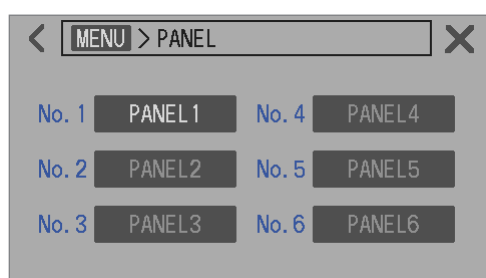 MENU > PANEL
No. 1 PANEL1 No. 4 PANEL4
No. 2 PANEL2 No. 5 PANEL5
No. 3 PANEL3 No. 6 PANEL6